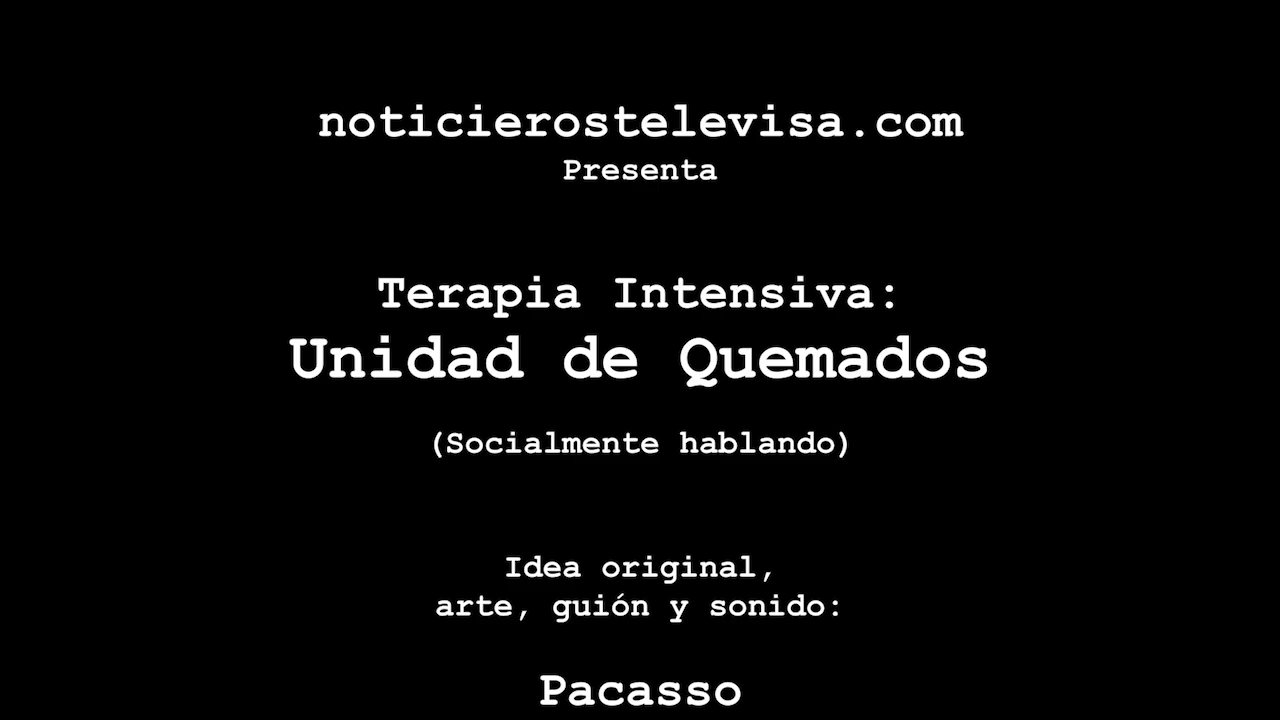 noticierostelevisa.com
Presenta
Terapia Intensiva:
Unidad de Quemados
(Socialmente hablando)
Idea original,
arte, guión y sonido:
Pacasso